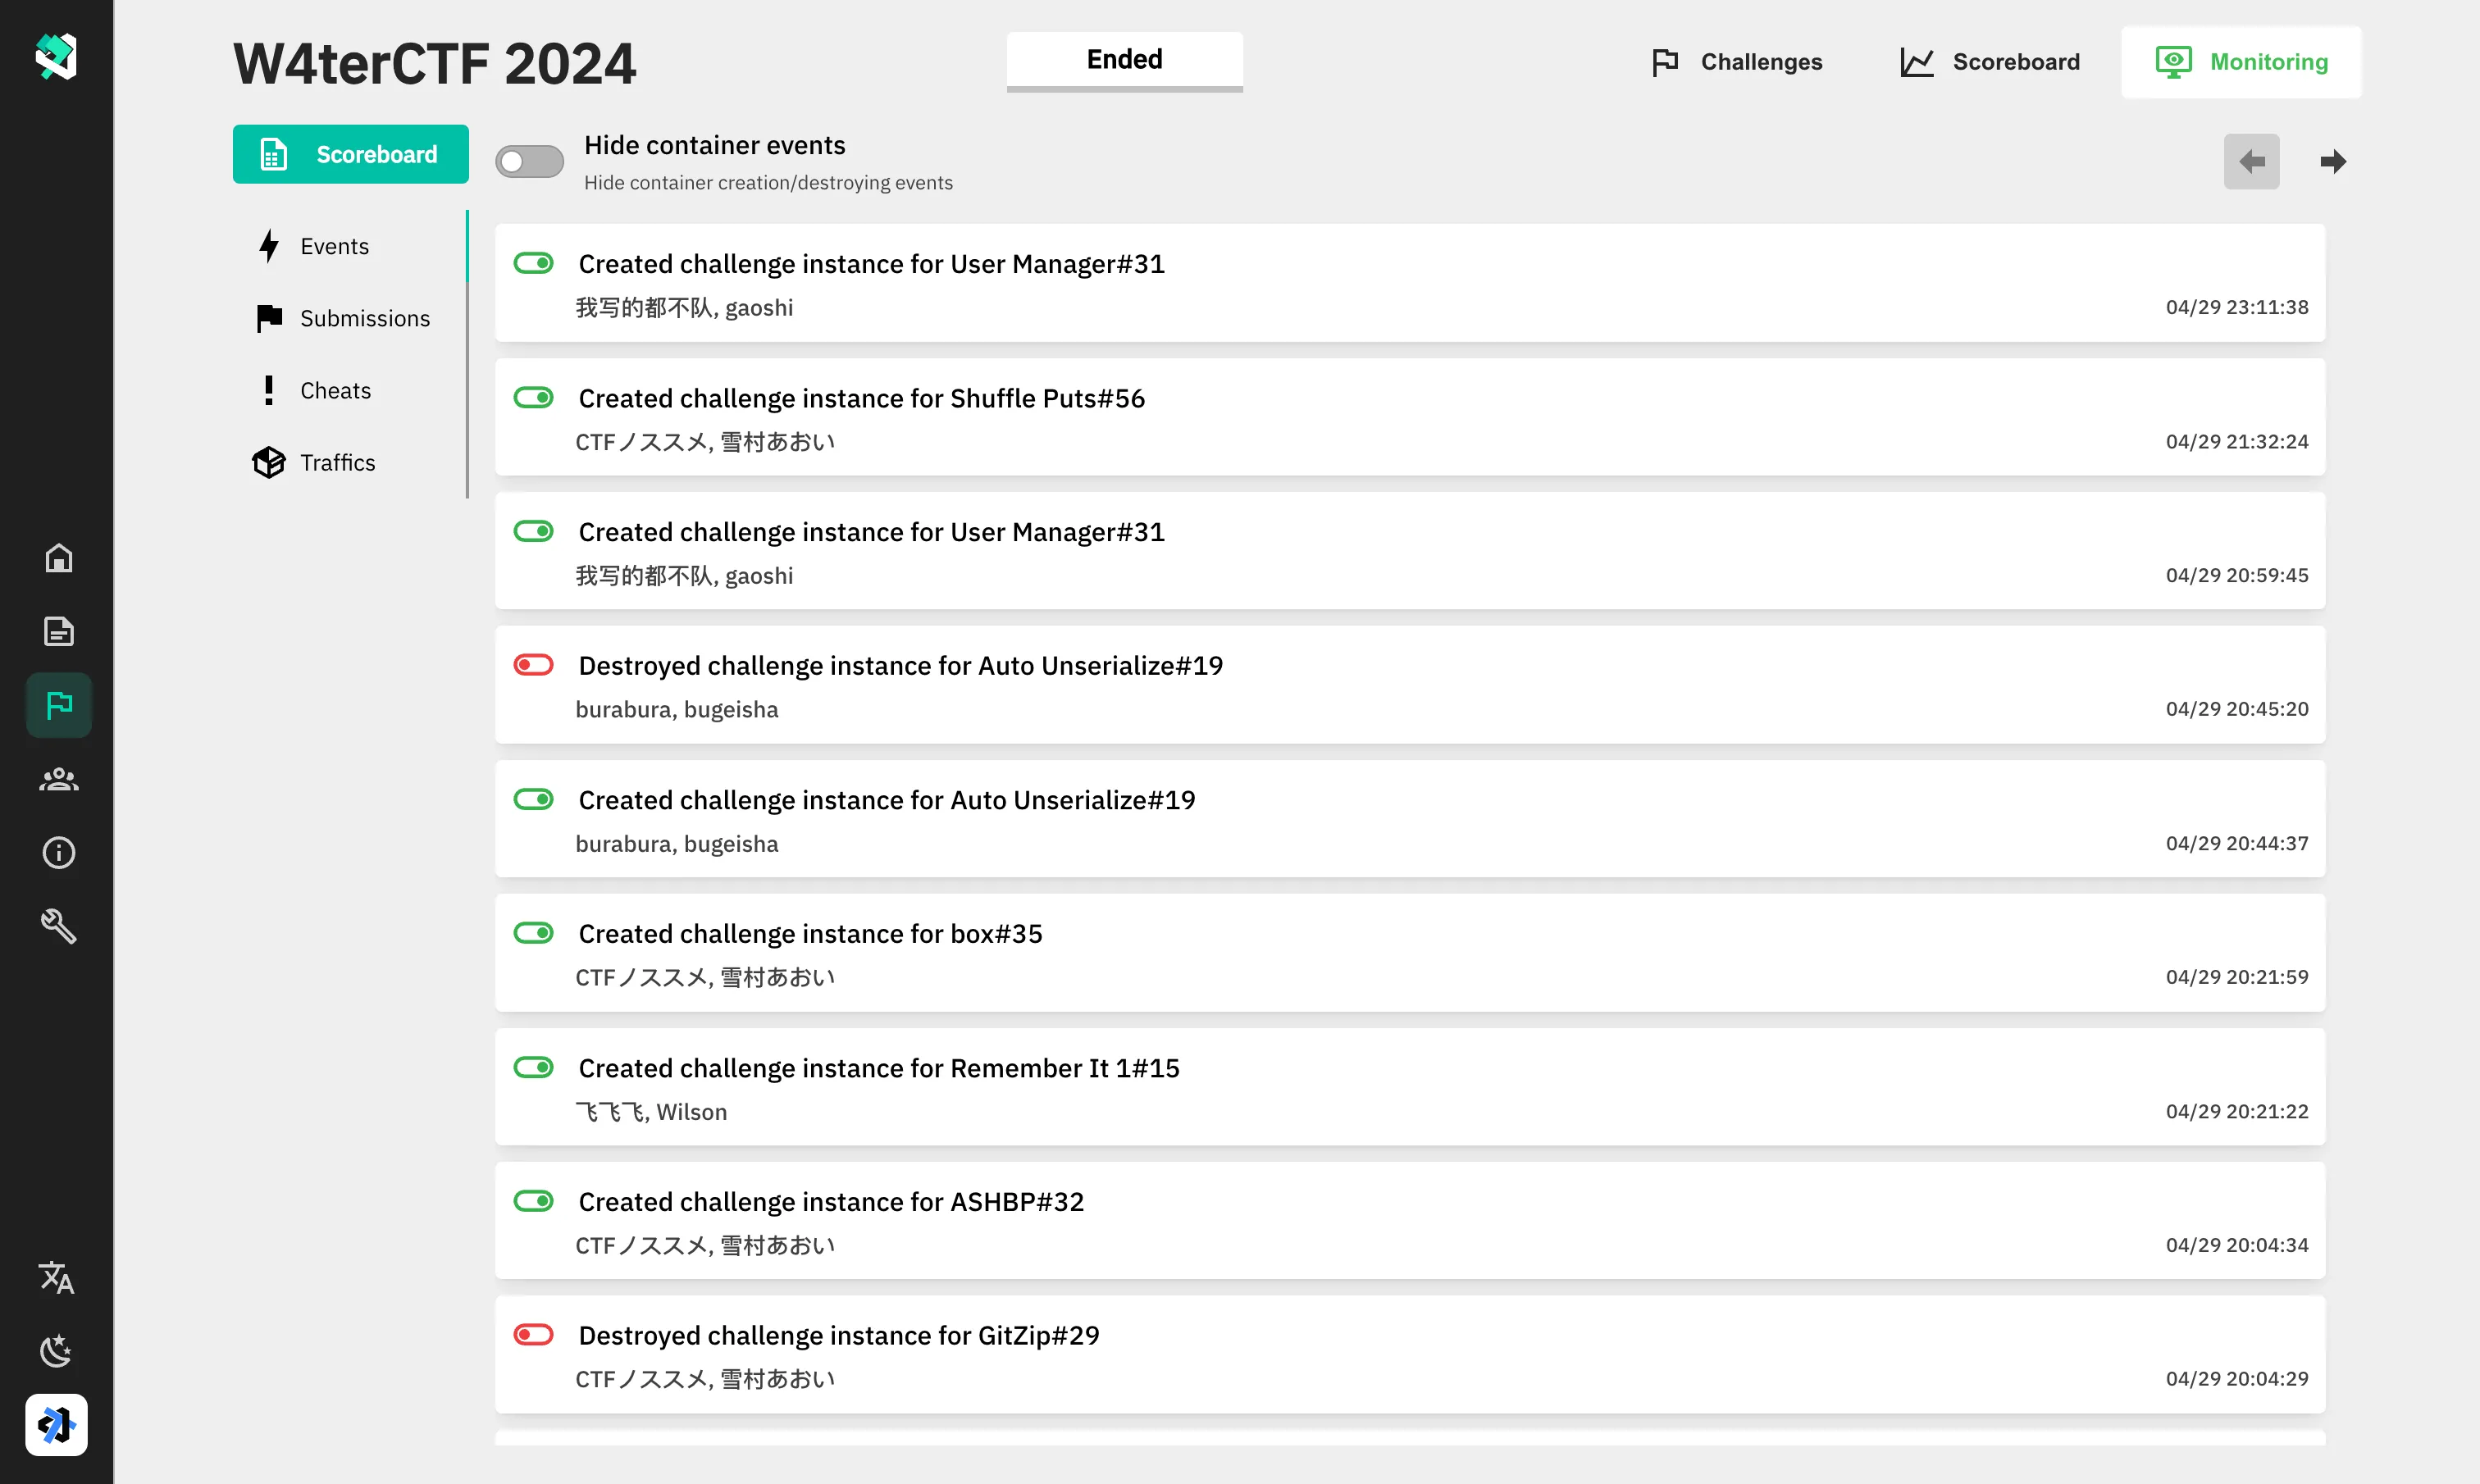 W4terCTF 2024
Ended
Challenges
Scoreboard
Monitoring
Scoreboard
Events
Submissions
Cheats
Traffics
Hide container events
Hide container creation/destroying events
Created challenge instance for User Manager#31
我写的都不队, gaoshi
04/29 23:11:38
Created challenge instance for Shuffle Puts#56
CTFノススメ, 雪村あおい
04/29 21:32:24
Created challenge instance for User Manager#31
我写的都不队, gaoshi
04/29 20:59:45
Destroyed challenge instance for Auto Unserialize#19
burabura, bugeisha
04/29 20:45:20
Created challenge instance for Auto Unserialize#19
burabura, bugeisha
04/29 20:44:37
Created challenge instance for box#35
CTFノススメ, 雪村あおい
04/29 20:21:59
Created challenge instance for Remember It 1#15
飞飞飞, Wilson
04/29 20:21:22
Created challenge instance for ASHBP#32
CTFノススメ, 雪村あおい
04/29 20:04:34
Destroyed challenge instance for GitZip#29
CTFノススメ, 雪村あおい
04/29 20:04:29